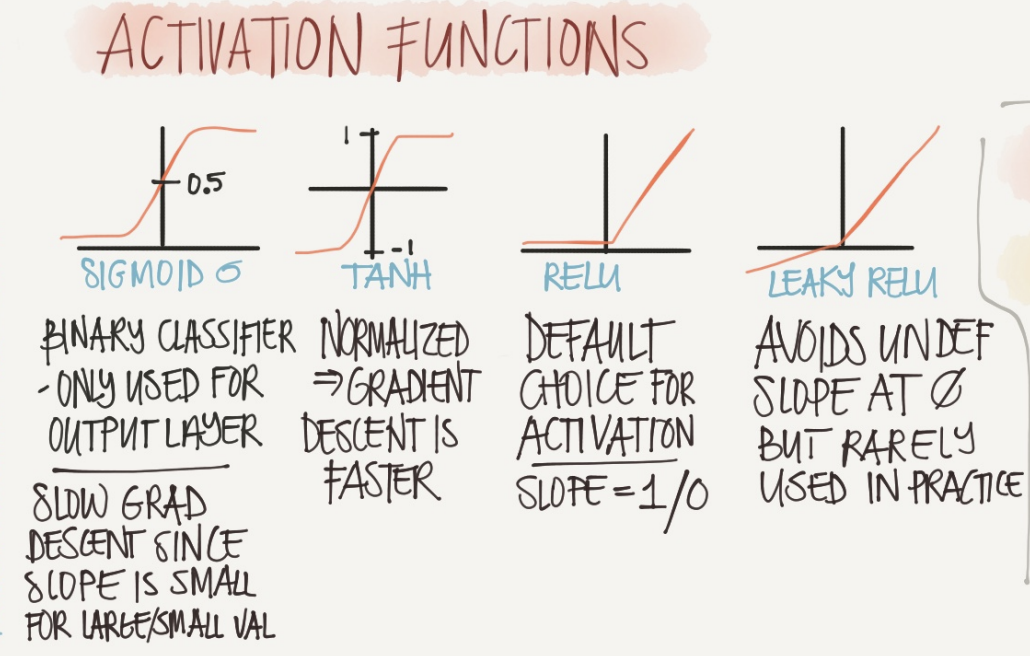 ACTIVATION FUNCTIONS
0.5
SIGMOID σ
BINARY CLASSIFIER
- ONLY USED FOR
OUTPUT LAYER
SLOW GRAD
DESCENT SINCE
SLOPE IS SMALL
FOR LARGE/SMALL VAL
1
-1
TANH
NORMALIZED
⇒ GRADIENT
DESCENT IS
FASTER
RELU
DEFAULT
CHOICE FOR
ACTIVATION
SLOPE = 1/0
LEAKY RELU
AVOIDS UNDEF
SLOPE AT Ø
BUT RARELY
USED IN PRACTICE